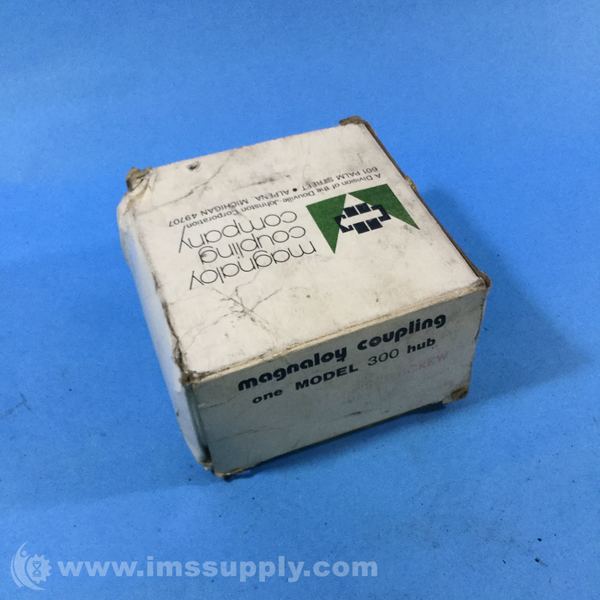 magnaloy
coupling
company
A Division of the Douville-Johnston Corporation
601 PALM STREET • ALPENA, MICHIGAN 49707
magnaloy coupling
one MODEL 300 hub
www.imssupply.com